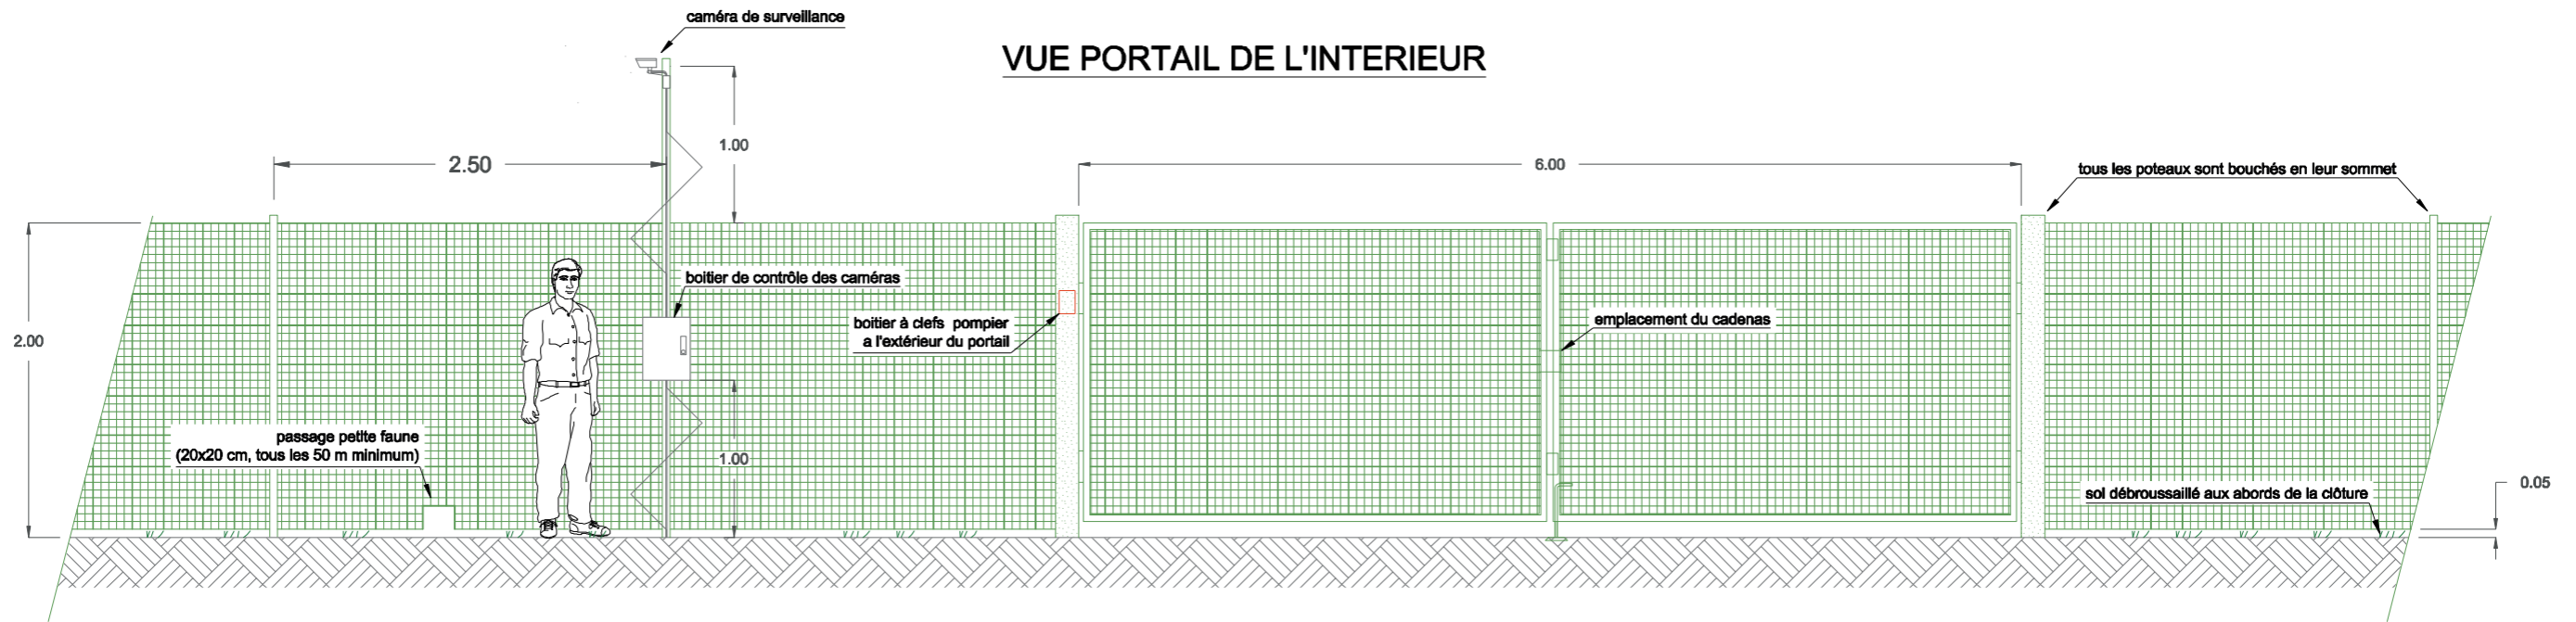 caméra de surveillance
VUE PORTAIL DE L'INTERIEUR
1.00
2.50
6.00
tous les poteaux sont bouchés en leur sommet
boitier de contrôle des caméras
boitier à clefs pompier
a l'extérieur du portail
emplacement du cadenas
2.00
passage petite faune
(20x20 cm, tous les 50 m minimum)
1.00
sol débroussaillé aux abords de la clôture
0.05